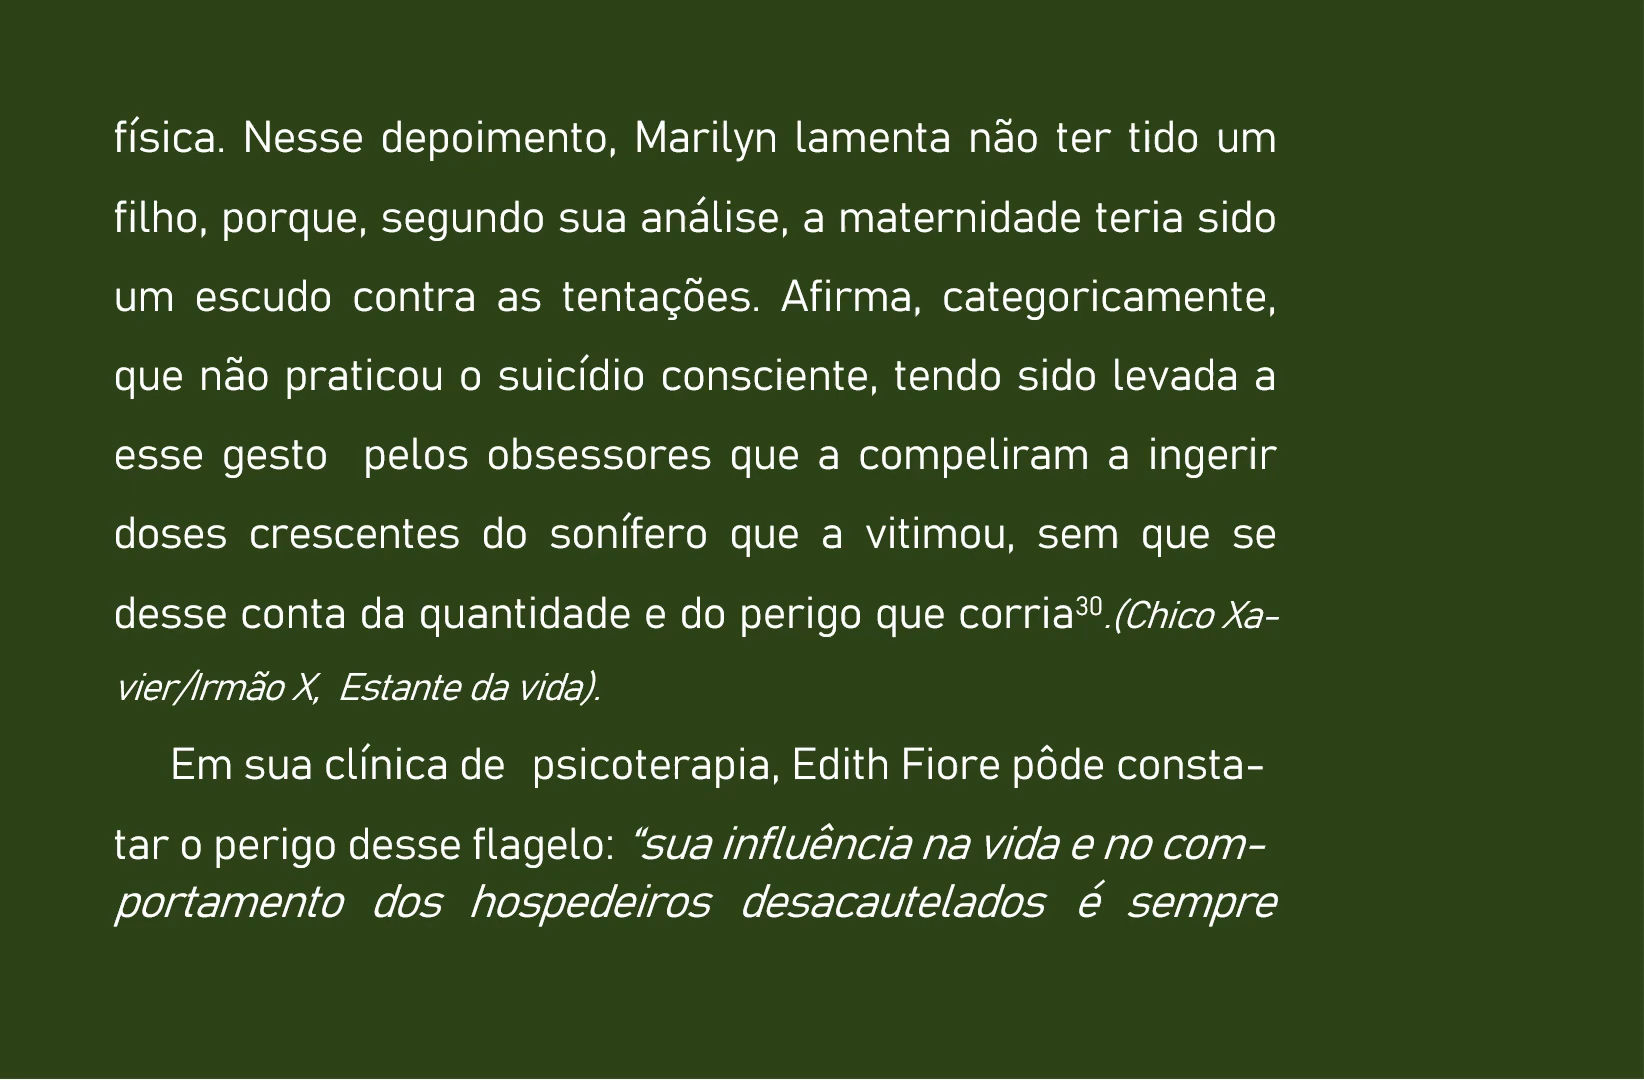 física. Nesse depoimento, Marilyn lamenta não ter tido um
filho, porque, segundo sua análise, a maternidade teria sido
um escudo contra as tentações. Afirma, categoricamente,
que não praticou o suicídio consciente, tendo sido levada a
esse gesto pelos obsessores que a compeliram a ingerir
doses crescentes do sonífero que a vitimou, sem que se
desse conta da quantidade e do perigo que corria³⁰.(Chico Xa-
vier/Irmão X, Estante da vida).
Em sua clínica de psicoterapia, Edith Fiore pôde consta-
tar o perigo desse flagelo: “sua influência na vida e no com-
portamento dos hospedeiros desacautelados é sempre